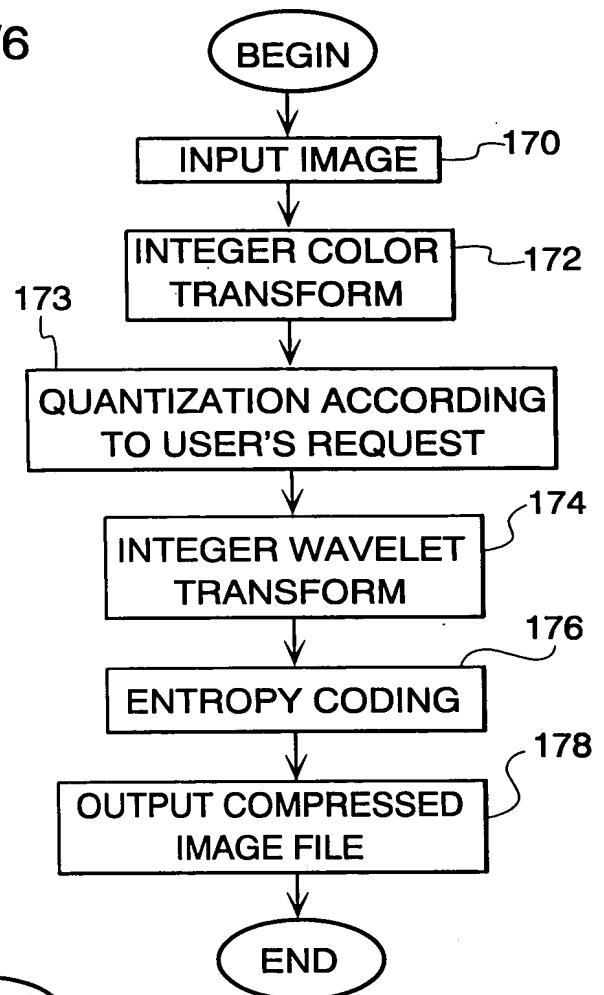 /6
BEGIN
INPUT IMAGE
170
INTEGER COLOR
TRANSFORM
172
173
QUANTIZATION ACCORDING
TO USER'S REQUEST
174
INTEGER WAVELET
TRANSFORM
176
ENTROPY CODING
178
OUTPUT COMPRESSED
IMAGE FILE
END